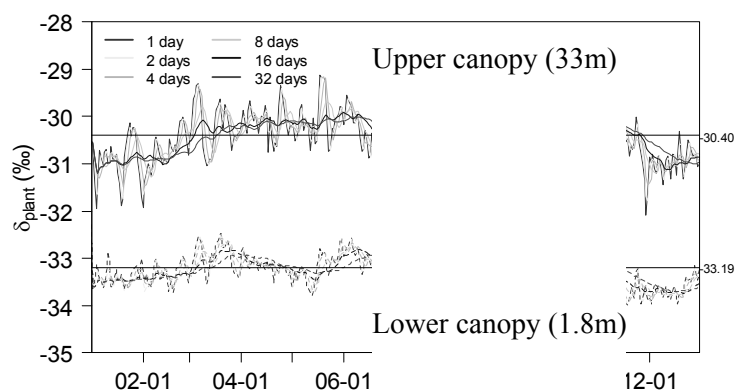 -28
1 day 8 days
2 days 16 days
4 days 32 days
Upper canopy (33m)
-29
-30
-30.40
-31
-32
-33
-33.19
-34
-35
δplant (‰)
Lower canopy (1.8m)
02-01 04-01 06-01 12-01